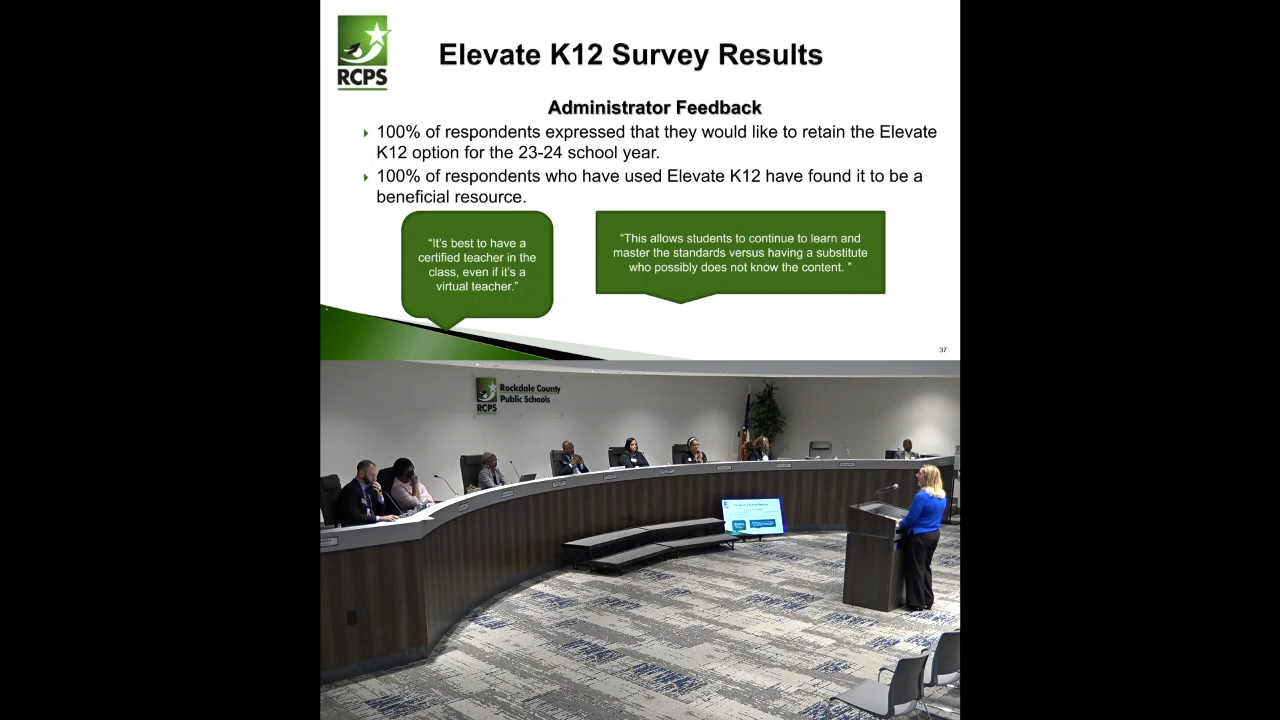 RCPS
Elevate K12 Survey Results
Administrator Feedback
100% of respondents expressed that they would like to retain the Elevate
K12 option for the 23-24 school year.
100% of respondents who have used Elevate K12 have found it to be a
beneficial resource.
“It’s best to have a
certified teacher in the
class, even if it’s a
virtual teacher.”
“This allows students to continue to learn and
master the standards versus having a substitute
who possibly does not know the content. ”
37
Rockdale County
Public Schools
RCPS